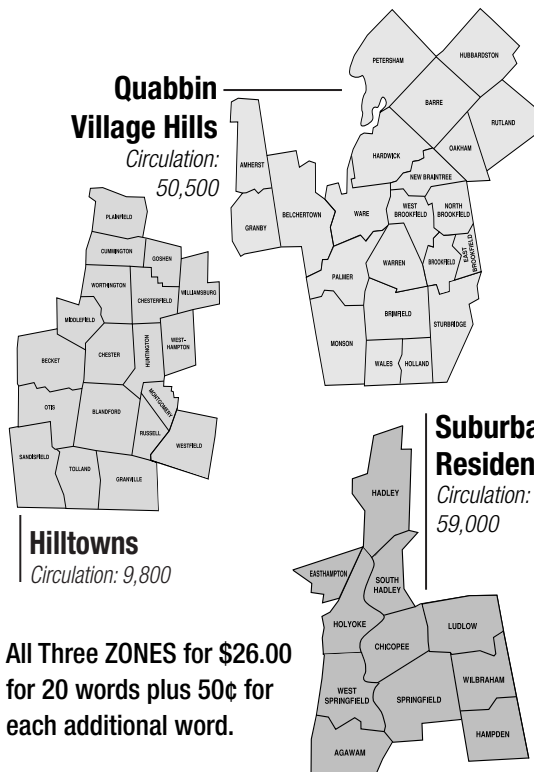 Quabbin
Village Hills
Circulation:
50,500
PETERSHAM
HUBBARDSTON
BARRE
RUTLAND
OAKHAM
HARDWICK
NEW BRAINTREE
AMHERST
BELCHERTOWN
GRANBY
WARE
WEST
BROOKFIELD
NORTH
BROOKFIELD
EAST
BROOKFIELD
BROOKFIELD
WARREN
PALMER
BRIMFIELD
STURBRIDGE
MONSON
WALES
HOLLAND
PLAINFIELD
CUMMINGTON
GOSHEN
WORTHINGTON
CHESTERFIELD
WILLIAMSBURG
MIDDLEFIELD
CHESTER
HUNTINGTON
WEST-
HAMPTON
BECKET
OTIS
BLANDFORD
MONTGOMERY
RUSSELL
WESTFIELD
SANDISFIELD
TOLLAND
GRANVILLE
Hilltowns
Circulation: 9,800
Suburba
Residen
Circulation:
59,000
HADLEY
EASTHAMPTON
SOUTH
HADLEY
HOLYOKE
CHICOPEE
LUDLOW
WEST
SPRINGFIELD
SPRINGFIELD
WILBRAHAM
HAMPDEN
AGAWAM
All Three ZONES for $26.00
for 20 words plus 50¢ for
each additional word.